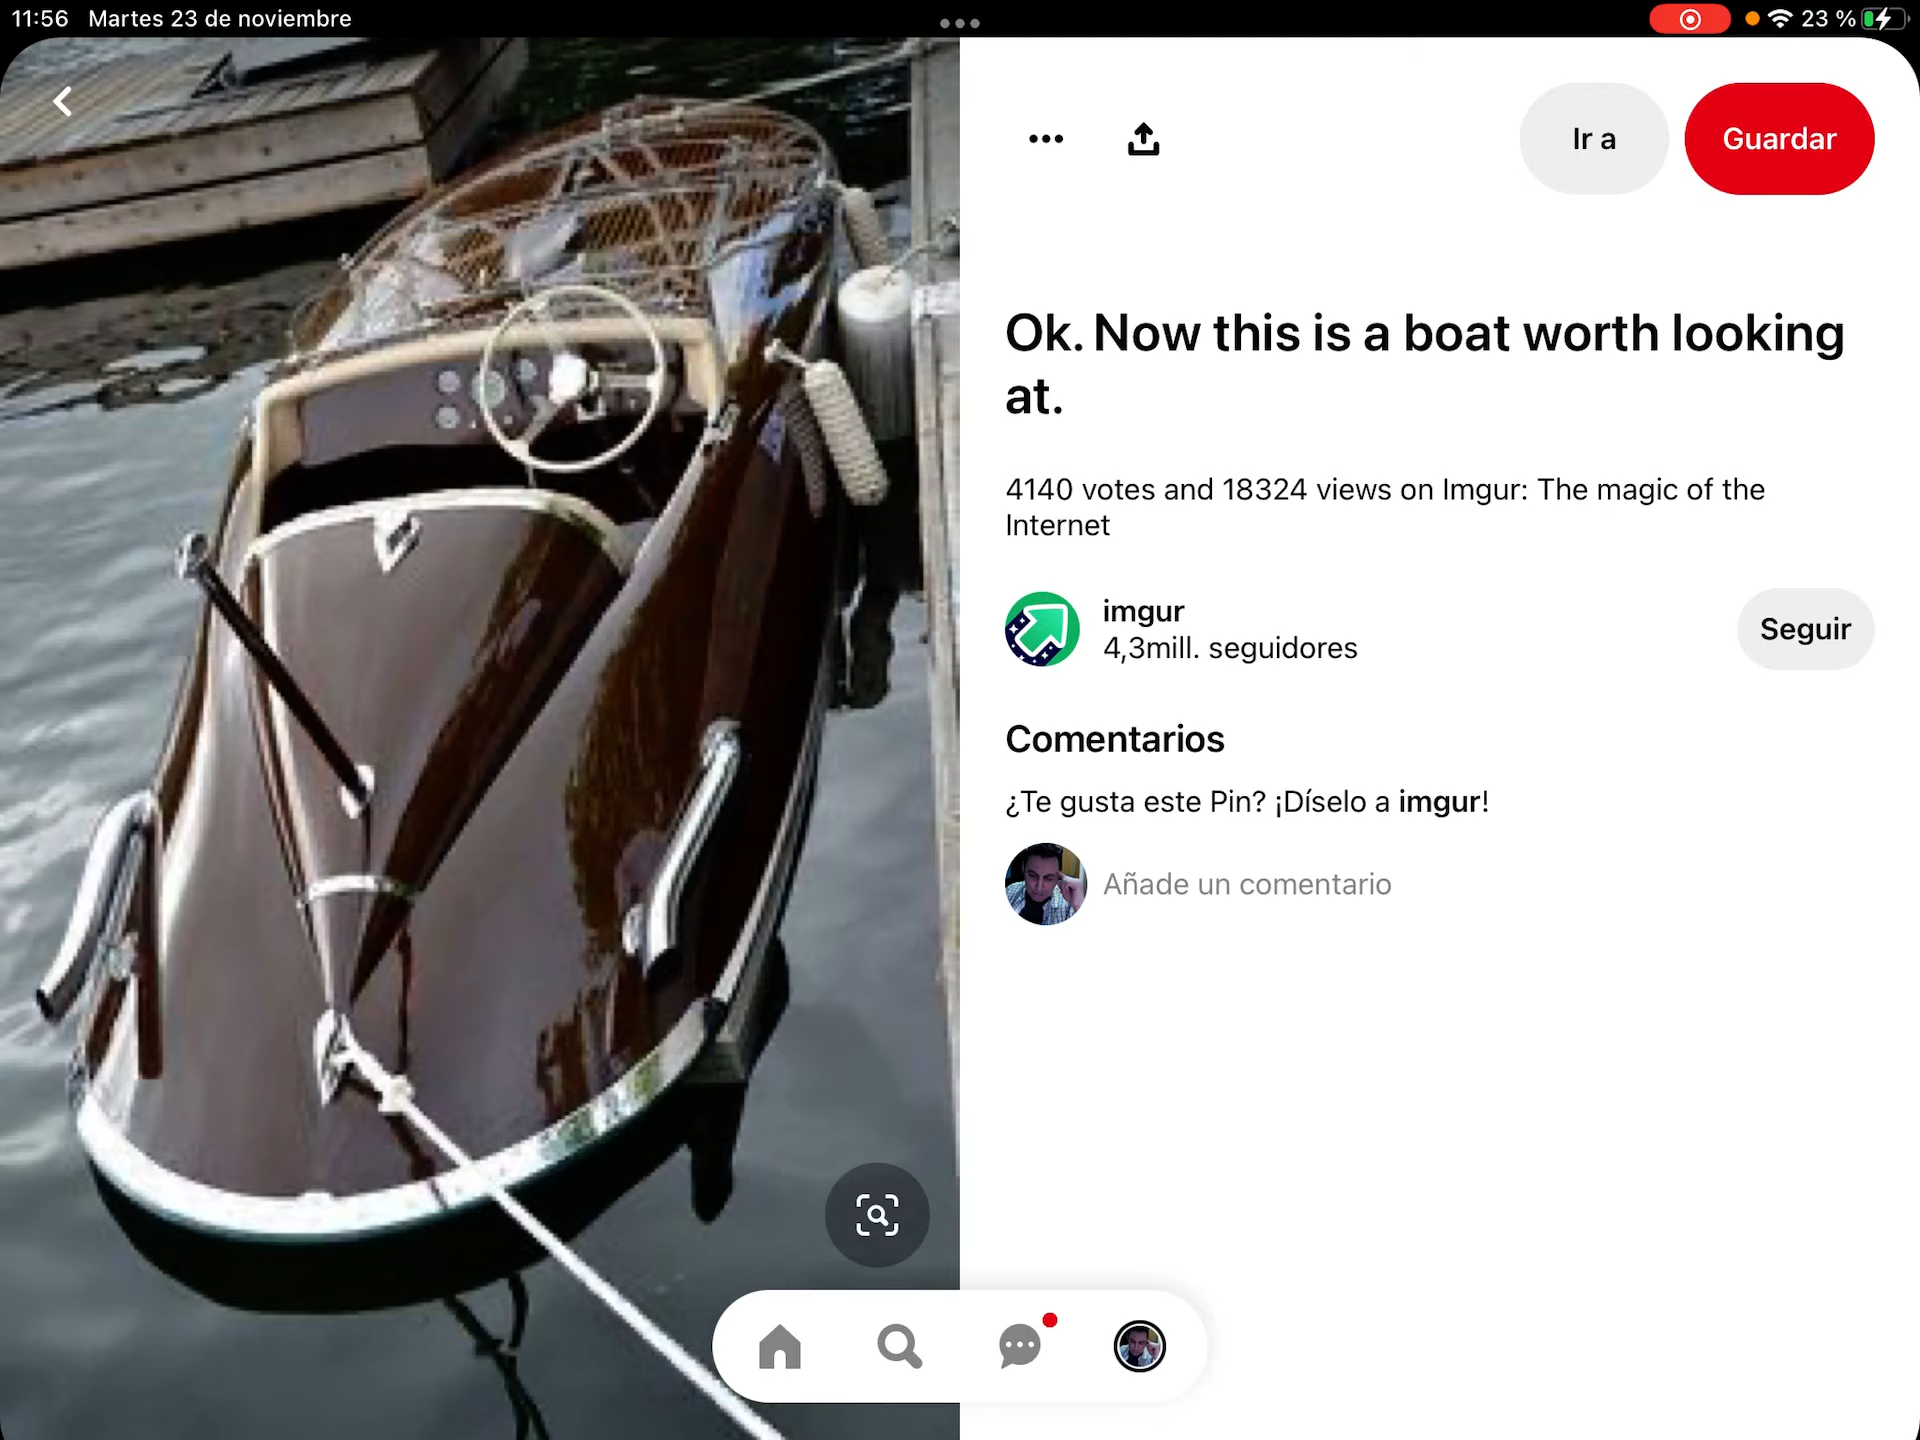 11:56 Martes 23 de noviembre
23 %
Ir a
Guardar
Ok. Now this is a boat worth looking
at.
4140 votes and 18324 views on Imgur: The magic of the
Internet
imgur
4,3mill. seguidores
Seguir
Comentarios
¿Te gusta este Pin? ¡Díselo a imgur!
Añade un comentario